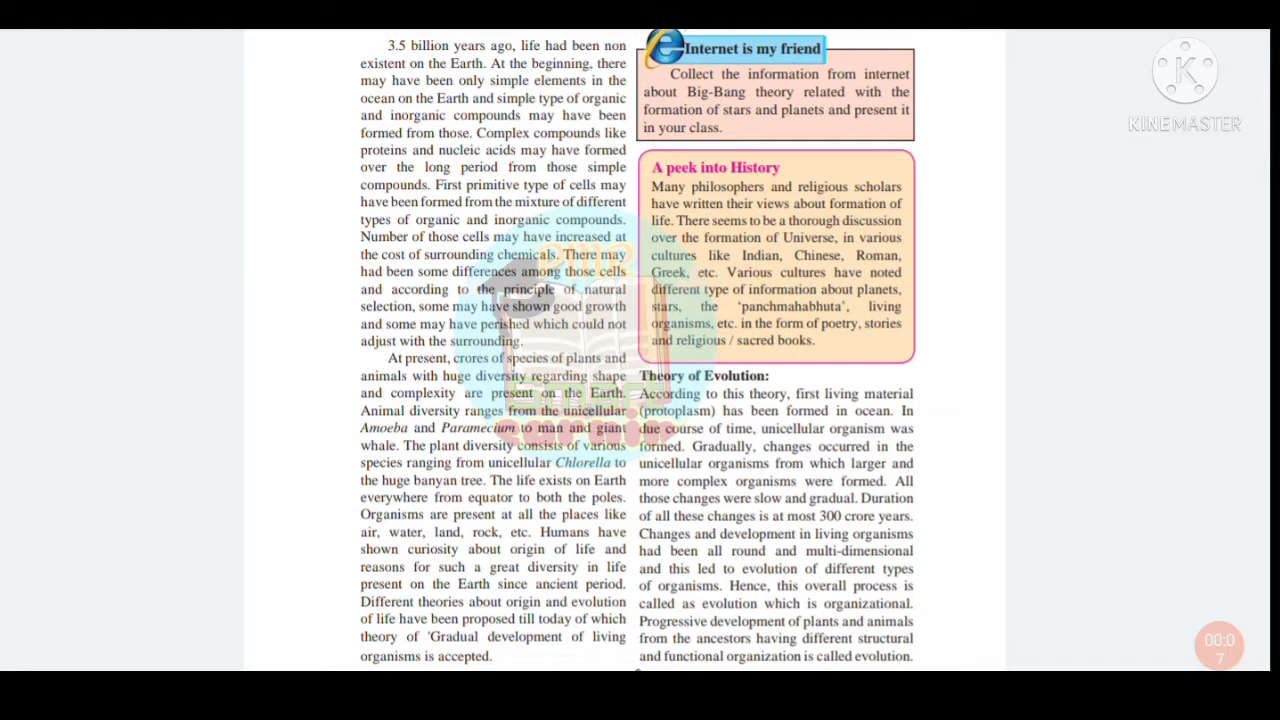 3.5 billion years ago, life had been non
existent on the Earth. At the beginning, there
may have been only simple elements in the
ocean on the Earth and simple type of organic
and inorganic compounds may have been
formed from those. Complex compounds like
proteins and nucleic acids may have formed
over the long period from those simple
compounds. First primitive type of cells may
have been formed from the mixture of different
types of organic and inorganic compounds.
Number of those cells may have increased at
the cost of surrounding chemicals. There may
had been some differences among those cells
and according to the principle of natural
selection, some may have shown good growth
and some may have perished which could not
adjust with the surrounding.
At present, crores of species of plants and
animals with huge diversity regarding shape
and complexity are present on the Earth.
Animal diversity ranges from the unicellular
Amoeba and Paramecium to man and giant
whale. The plant diversity consists of various
species ranging from unicellular Chlorella to
the huge banyan tree. The life exists on Earth
everywhere from equator to both the poles.
Organisms are present at all the places like
air, water, land, rock, etc. Humans have
shown curiosity about origin of life and
reasons for such a great diversity in life
present on the Earth since ancient period.
Different theories about origin and evolution
of life have been proposed till today of which
theory of 'Gradual development of living
organisms is accepted.
Internet is my friend
Collect the information from internet
about Big-Bang theory related with the
formation of stars and planets and present it
in your class.
A peek into History
Many philosophers and religious scholars
have written their views about formation of
life. There seems to be a thorough discussion
over the formation of Universe, in various
cultures like Indian, Chinese, Roman,
Greek, etc. Various cultures have noted
different type of information about planets,
stars, the 'panchmahabhuta', living
organisms, etc. in the form of poetry, stories
and religious / sacred books.
Theory of Evolution:
According to this theory, first living material
(protoplasm) has been formed in ocean. In
due course of time, unicellular organism was
formed. Gradually, changes occurred in the
unicellular organisms from which larger and
more complex organisms were formed. All
those changes were slow and gradual. Duration
of all these changes is at most 300 crore years.
Changes and development in living organisms
had been all round and multi-dimensional
and this led to evolution of different types
of organisms. Hence, this overall process is
called as evolution which is organizational.
Progressive development of plants and animals
from the ancestors having different structural
and functional organization is called evolution.
K
KINEMASTER
00:0
7